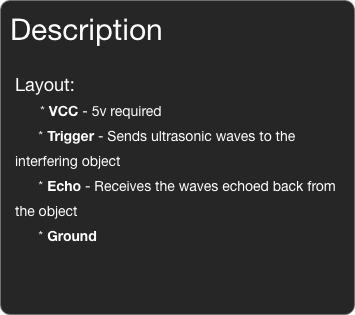 Description
Layout:
* VCC - 5v required
* Trigger - Sends ultrasonic waves to the
interfering object
* Echo - Receives the waves echoed back from
the object
* Ground